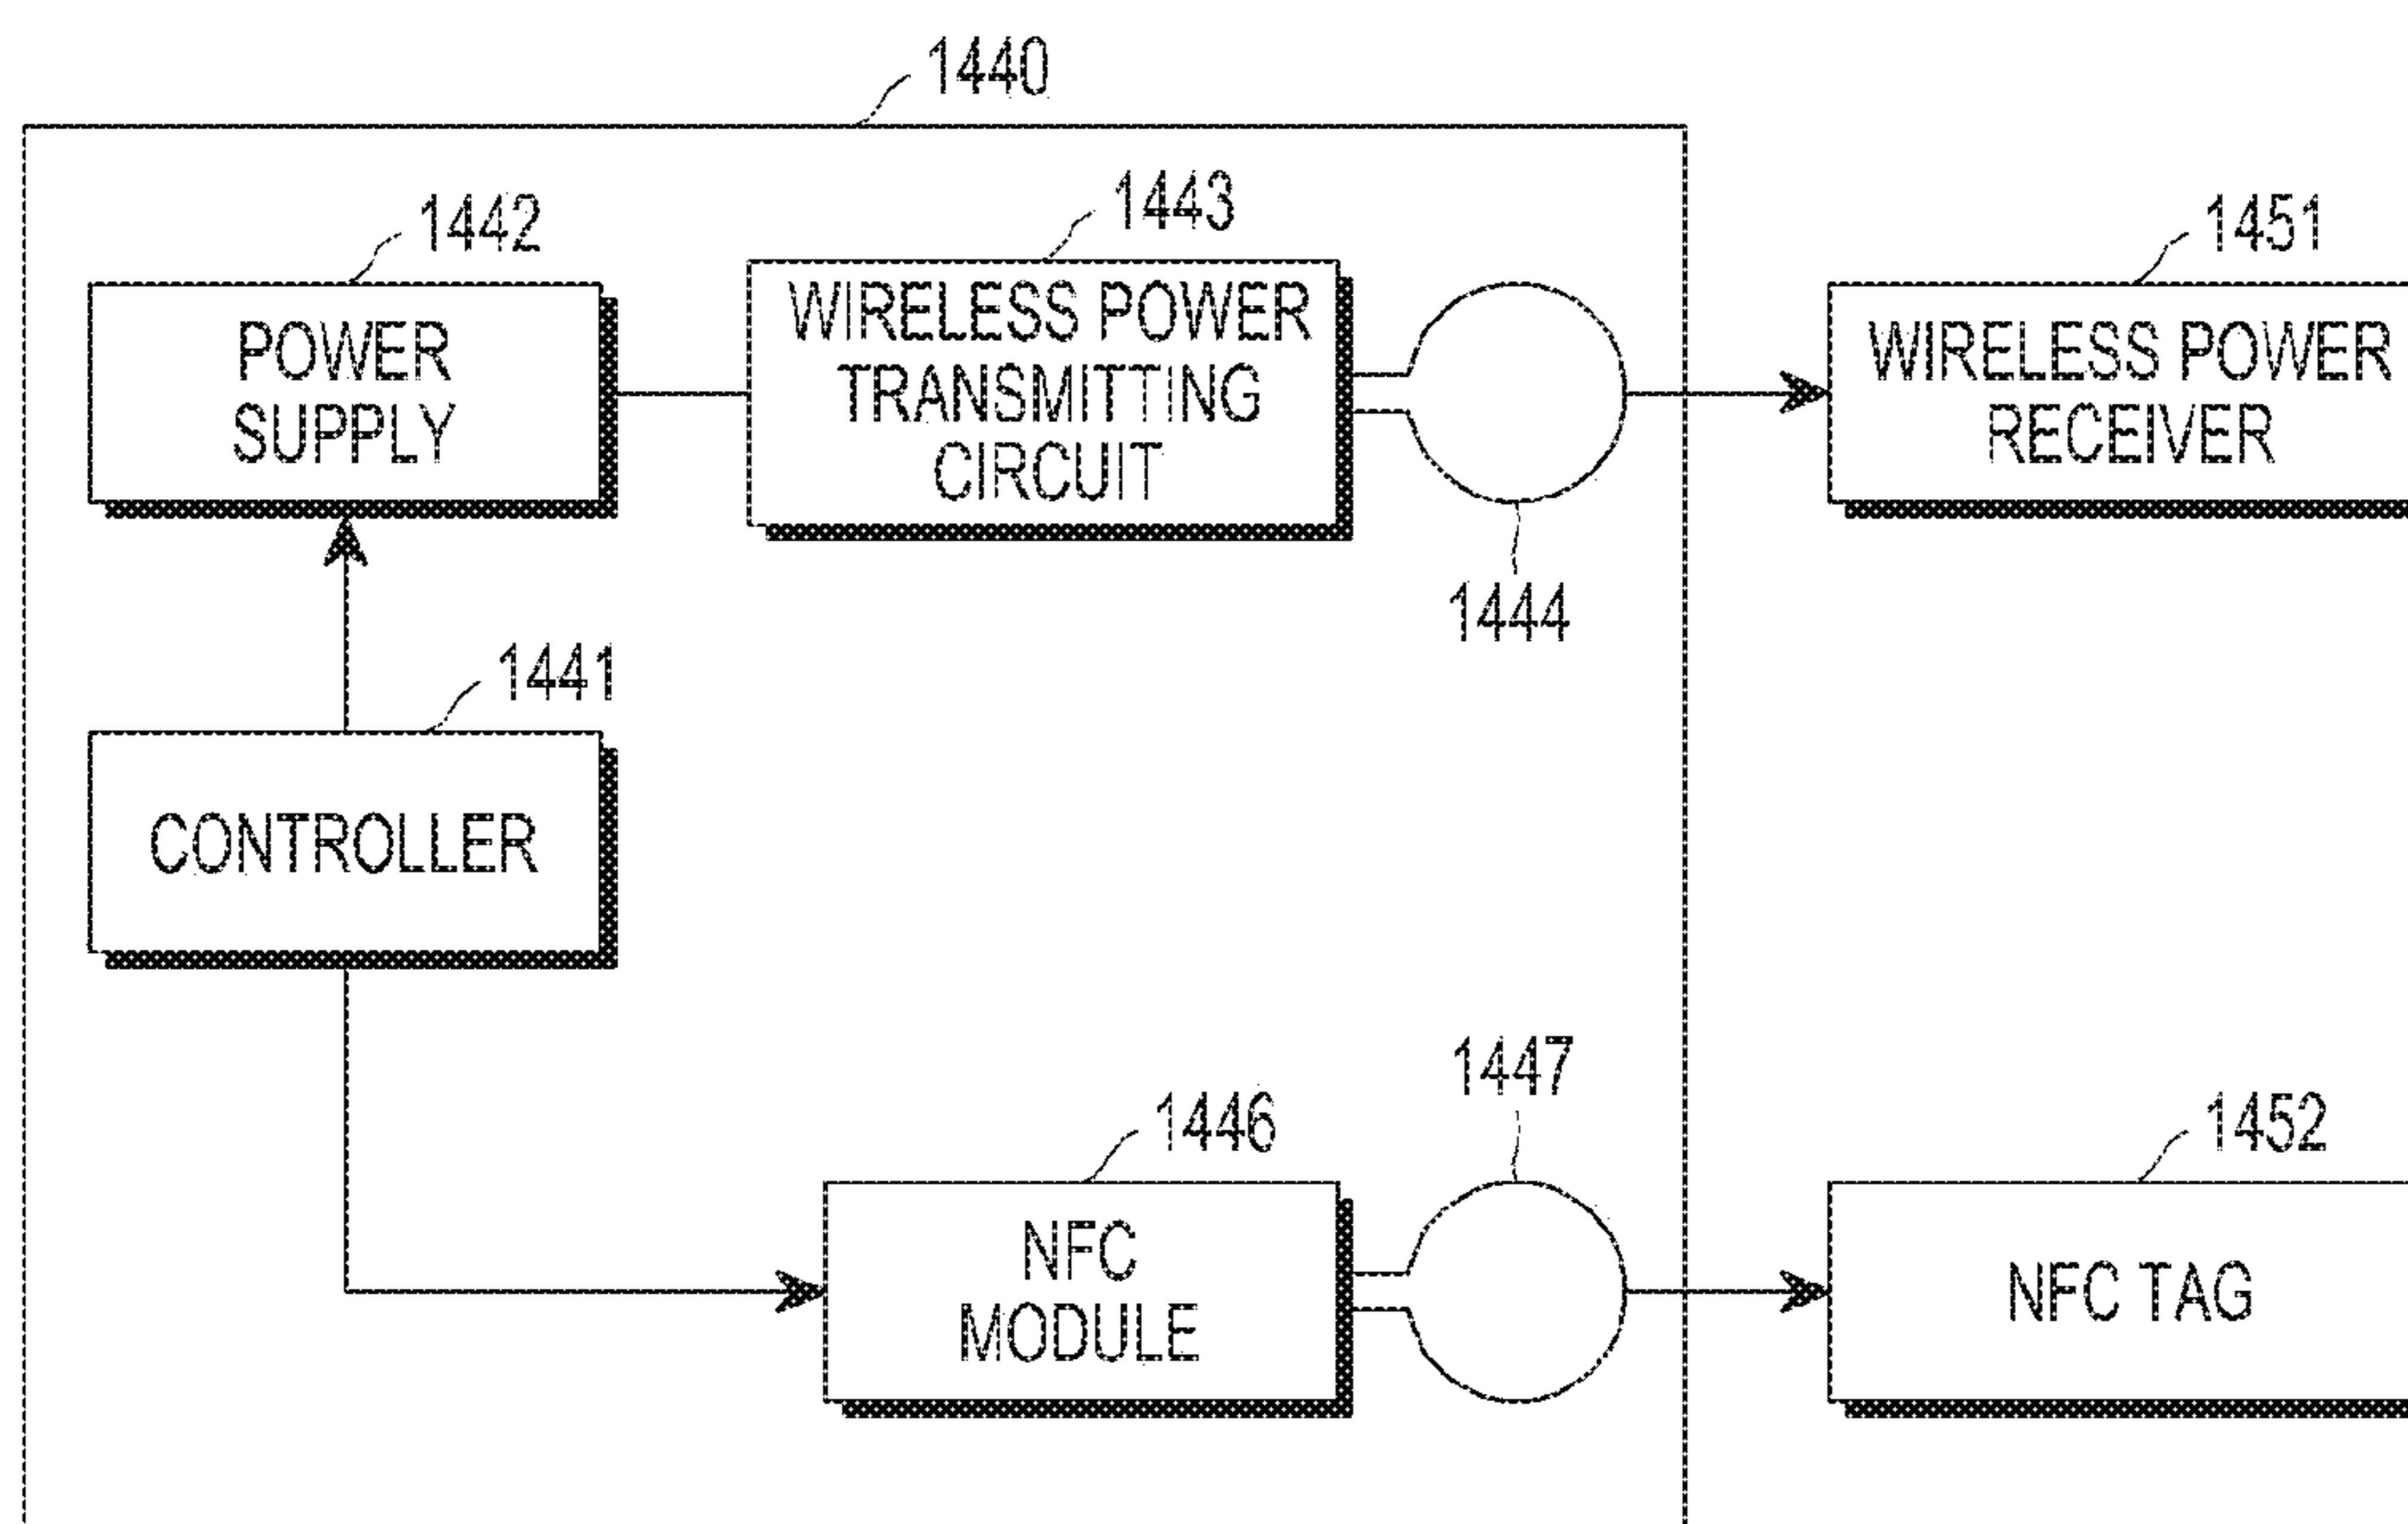 1440
1442
1443
1451
POWER
SUPPLY
WIRELESS POWER
TRANSMITTING
CIRCUIT
WIRELESS POWER
RECEIVER
1444
1441
CONTROLLER
1447
1446
1452
NFC
MODULE
NFC TAG